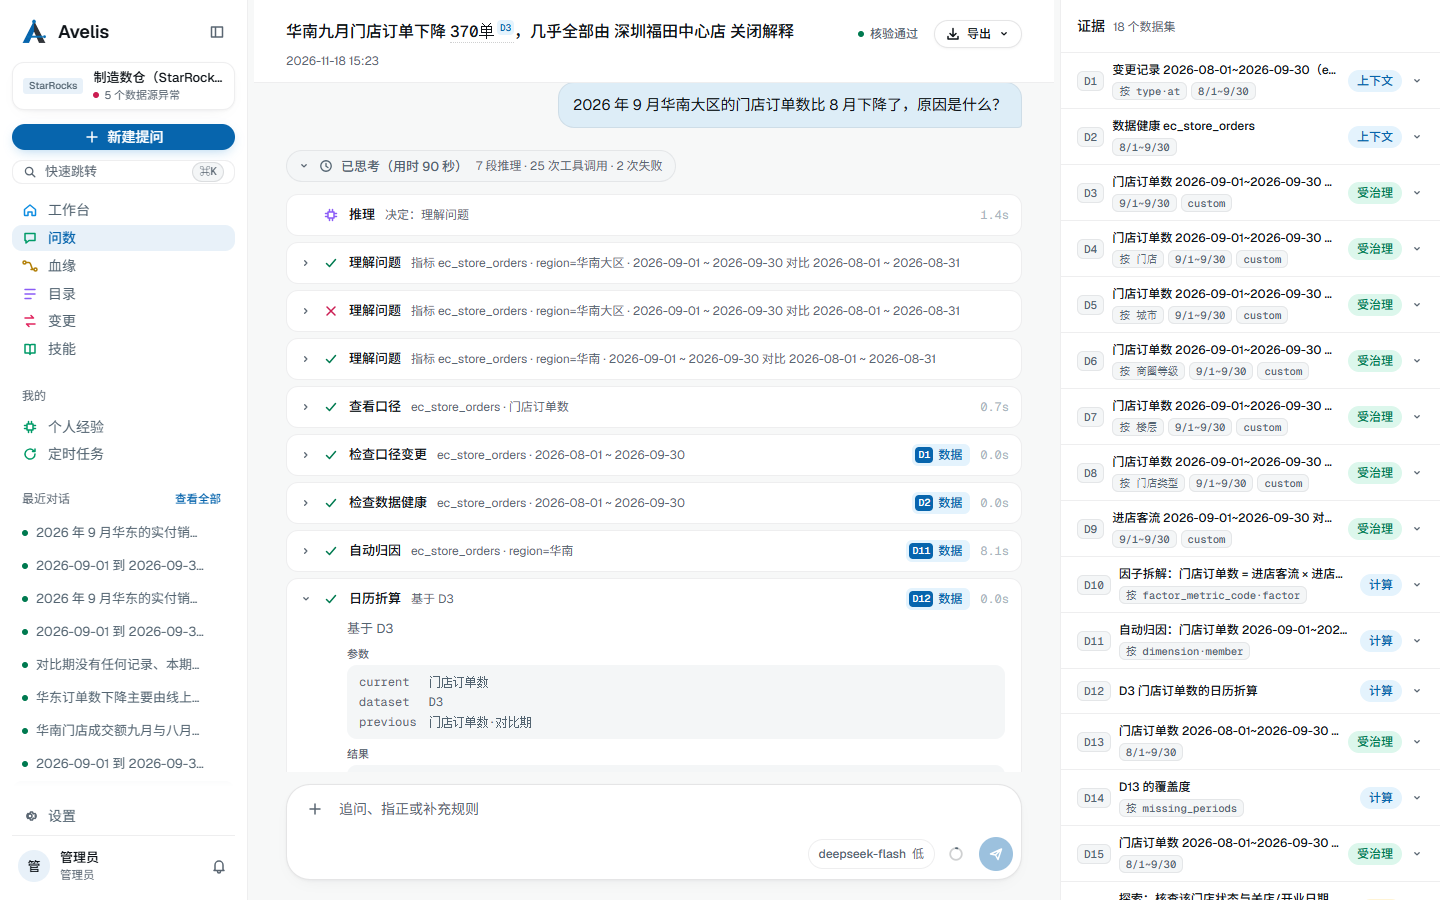 Avelis
StarRocks
制造数仓（StarRock...
5 个数据源异常
新建提问
快速跳转
⌘K
工作台
问数
血缘
目录
变更
技能
我的
个人经验
定时任务
最近对话
查看全部
2026 年 9 月华东的实付销...
2026-09-01 到 2026-09-3...
2026 年 9 月华东的实付销...
2026-09-01 到 2026-09-3...
对比期没有任何记录、本期...
华东订单数下降主要由线上...
华南门店成交额九月与八月...
2026-09-01 到 2026-09-3...
设置
管
管理员
管理员
华南九月门店订单下降 370单 D3 ，几乎全部由 深圳福田中心店 关闭解释
2026-11-18 15:23
核验通过
导出
2026 年 9 月华南大区的门店订单数比 8 月下降了，原因是什么？
已思考（用时 90 秒） 7 段推理 · 25 次工具调用 · 2 次失败
推理 决定：理解问题 1.4s
理解问题 指标 ec_store_orders · region=华南大区 · 2026-09-01 ~ 2026-09-30 对比 2026-08-01 ~ 2026-08-31
理解问题 指标 ec_store_orders · region=华南大区 · 2026-09-01 ~ 2026-09-30 对比 2026-08-01 ~ 2026-08-31
理解问题 指标 ec_store_orders · region=华南 · 2026-09-01 ~ 2026-09-30 对比 2026-08-01 ~ 2026-08-31
查看口径 ec_store_orders · 门店订单数 0.7s
检查口径变更 ec_store_orders · 2026-08-01 ~ 2026-09-30 D1 数据 0.0s
检查数据健康 ec_store_orders · 2026-08-01 ~ 2026-09-30 D2 数据 0.0s
自动归因 ec_store_orders · region=华南 D11 数据 8.1s
日历折算 基于 D3 D12 数据 0.0s
基于 D3
参数
current 门店订单数
dataset D3
previous 门店订单数·对比期
结果
追问、指正或补充规则
deepseek-flash 低
证据 18 个数据集
D1 变更记录 2026-08-01~2026-09-30（e... 上下文
按 type·at 8/1~9/30
D2 数据健康 ec_store_orders 上下文
8/1~9/30
D3 门店订单数 2026-09-01~2026-09-30 ... 受治理
9/1~9/30 custom
D4 门店订单数 2026-09-01~2026-09-30 ... 受治理
按 门店 9/1~9/30 custom
D5 门店订单数 2026-09-01~2026-09-30 ... 受治理
按 城市 9/1~9/30 custom
D6 门店订单数 2026-09-01~2026-09-30 ... 受治理
按 商圈等级 9/1~9/30 custom
D7 门店订单数 2026-09-01~2026-09-30 ... 受治理
按 楼层 9/1~9/30 custom
D8 门店订单数 2026-09-01~2026-09-30 ... 受治理
按 门店类型 9/1~9/30 custom
D9 进店客流 2026-09-01~2026-09-30 对... 受治理
9/1~9/30 custom
D10 因子拆解：门店订单数 = 进店客流 × 进店... 计算
按 factor_metric_code·factor
D11 自动归因：门店订单数 2026-09-01~202... 计算
按 dimension·member
D12 D3 门店订单数的日历折算 计算
D13 门店订单数 2026-08-01~2026-09-30 ... 受治理
8/1~9/30
D14 D13 的覆盖度 计算
按 missing_periods
D15 门店订单数 2026-08-01~2026-09-30 ... 受治理
8/1~9/30
探索：核查该门店状态与关店/开业日期